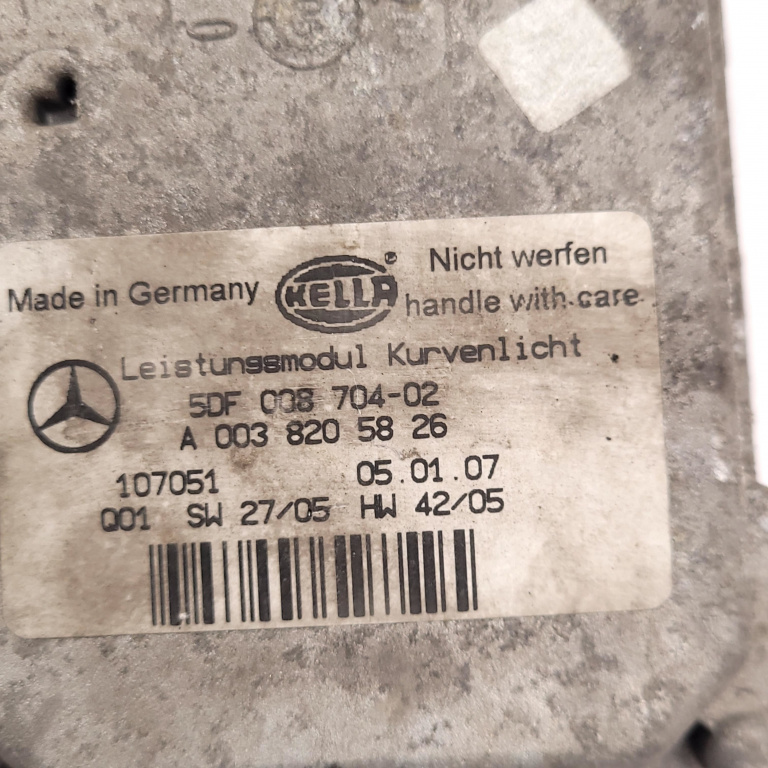 Made in Germany HELLA® Nicht werfen
handle with care
Leistungsmodul Kurvenlicht
5DF 008 704-02
A 003 820 58 26
107051 05.01.07
Q01 SW 27/05 HW 42/05